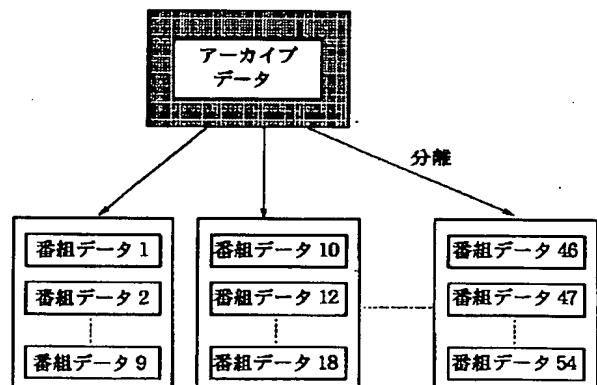 アーカイブ
データ
分離
番組データ 1
番組データ 2
番組データ 9
番組データ 10
番組データ 12
番組データ 18
番組データ 46
番組データ 47
番組データ 54